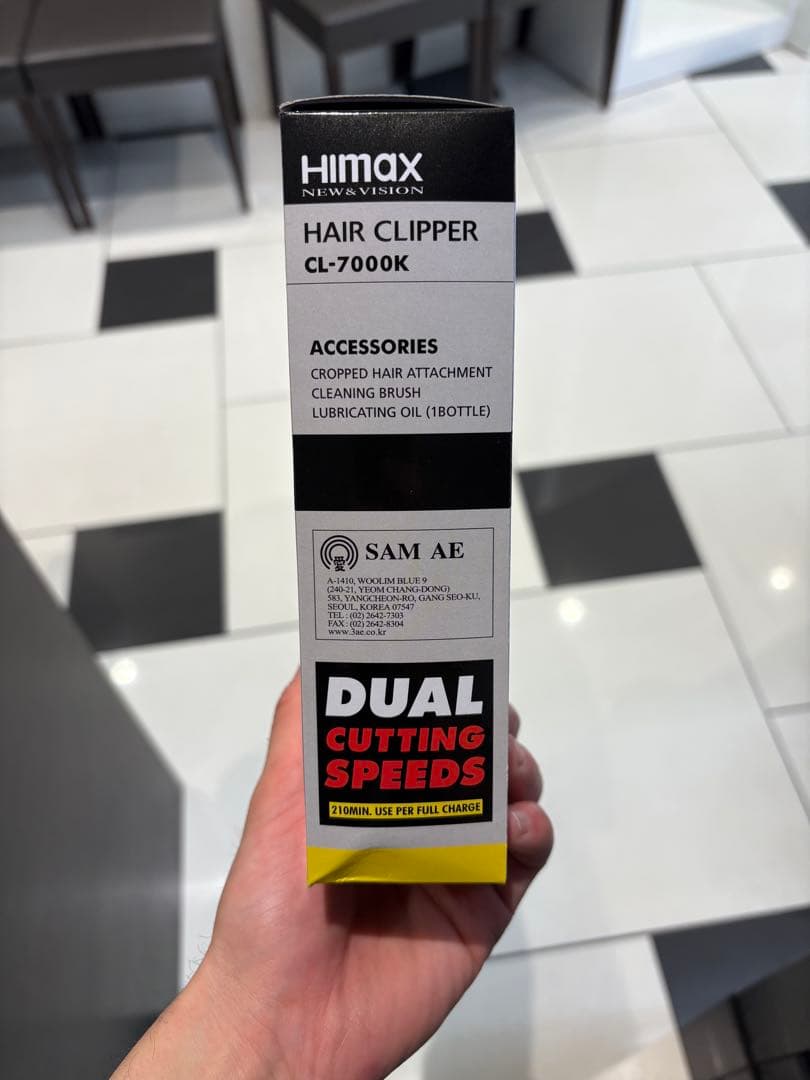 HImax
NEW&VISION
HAIR CLIPPER
CL-7000K
ACCESSORIES
CROPPED HAIR ATTACHMENT
CLEANING BRUSH
LUBRICATING OIL (1BOTTLE)
愛
SAM AE
A-1410, WOOLIM BLUE 9
(240-21, YEOM CHANG-DONG)
583, YANGCHEON-RO, GANG SEO-KU,
SEOUL, KOREA 07547
TEL : (02) 2642-7303
FAX : (02) 2642-8304
www.3ae.co.kr
DUAL
CUTTING
SPEEDS
210MIN. USE PER FULL CHARGE